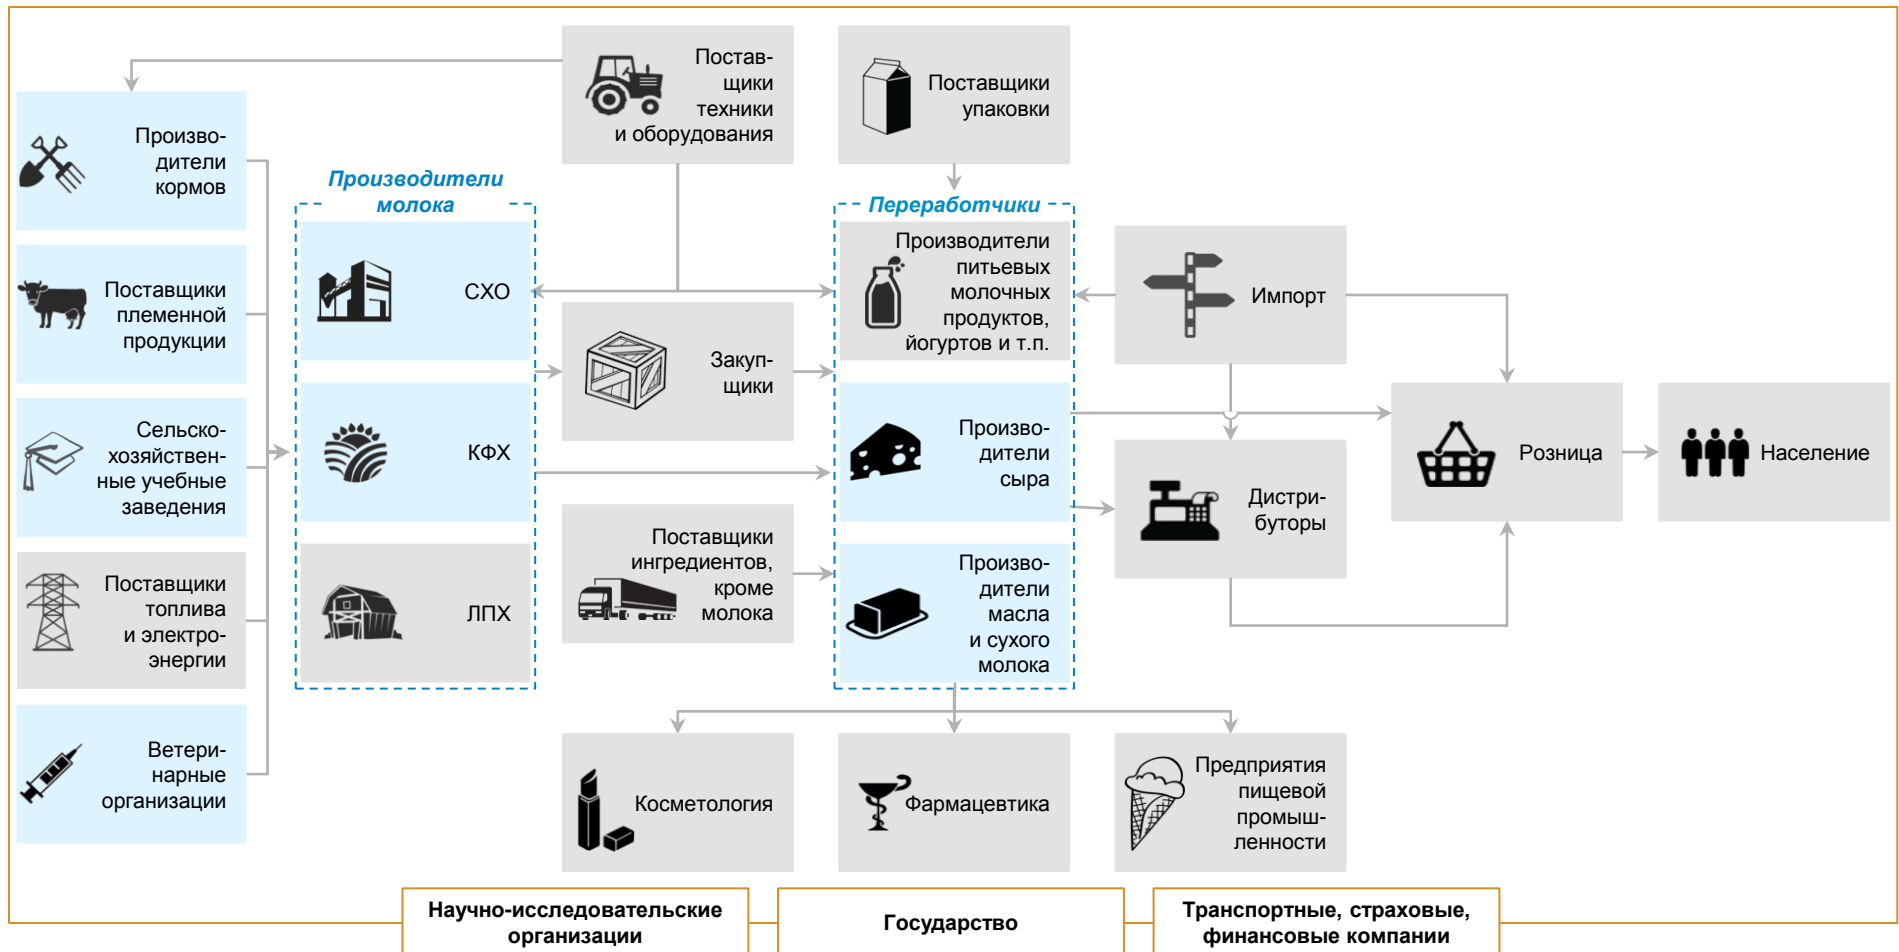 Постав-
щики
техники
и оборудования
Поставщики
упаковки
Произво-
дители
кормов
Поставщики
племенной
продукции
Сельско-
хозяйствен-
ные учебные
заведения
Поставщики
топлива
и электро-
энергии
Ветери-
нарные
организации
Производители
молока
СХО
КФХ
ЛПХ
Закуп-
щики
Поставщики
ингредиентов,
кроме
молока
Переработчики
Производители
питьевых
молочных
продуктов,
йогуртов и т.п.
Произво-
дители
сыра
Произво-
дители
масла
и сухого
молока
Импорт
Дистри-
буторы
Розница
Население
Косметология
Фармацевтика
Предприятия
пищевой
промыш-
ленности
Научно-исследовательские
организации
Государство
Транспортные, страховые,
финансовые компании